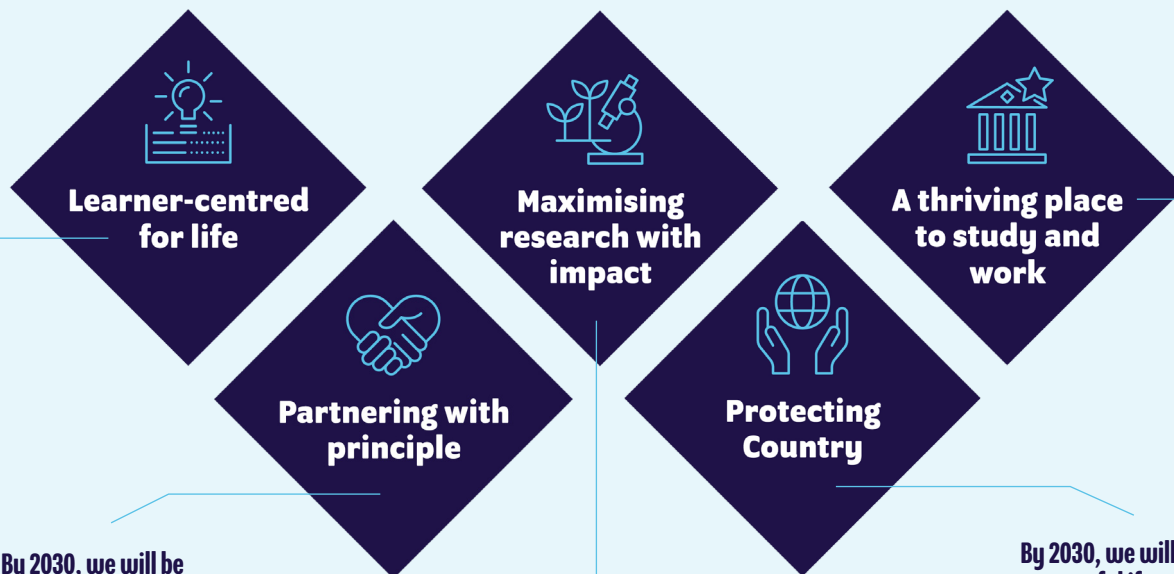 Learner-centred
for life
Maximising
research with
impact
A thriving place
to study and
work
Partnering with
principle
Protecting
Country
By 2030, we will be
By 2030, we will